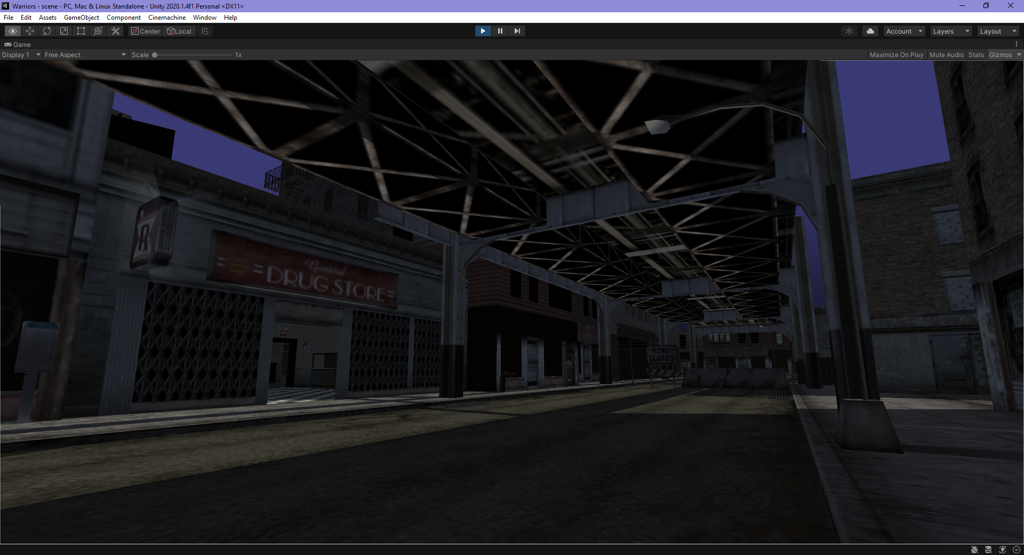 Warriors - scene - PC, Mac & Linux Standalone - Unity 2020.1.4f1 Personal <DX11>
File Edit Assets GameObject Component Cinemachine Window Help
Center Local Account Layers Layout
Game
Display 1 Free Aspect Scale 1x Maximize On Play Mute Audio Stats Gizmos
R
General
DRUG STORE
ROAD